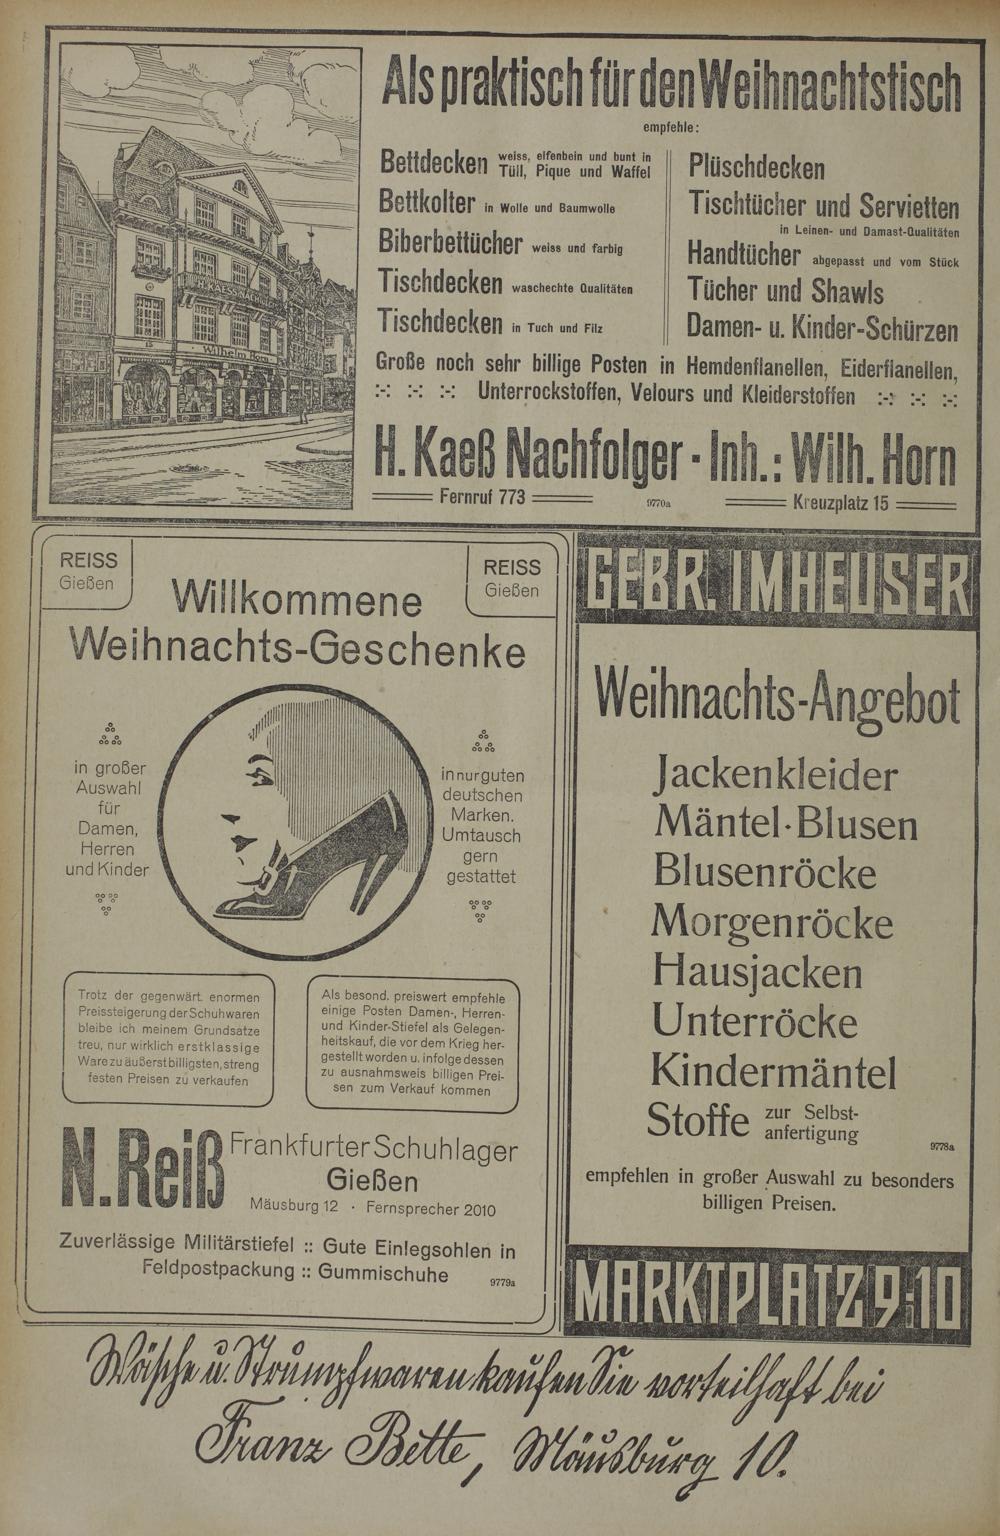 Als praktisch für den Weihnachtstisch
empfehle:
Bettdecken weiss, elfenbein und bunt in
Tüll, Pique und Waffel
Bettkolter in Wolle und Baumwolle
Biberbettücher weiss und farbig
Tischdecken waschechte Qualitäten
Tischdecken in Tuch und Filz
Plüschdecken
Tischtücher und Servietten
in Leinen- und Damast-Qualitäten
Handtücher abgepasst und vom Stück
Tücher und Shawls
Damen- u. Kinder-Schürzen
Große noch sehr billige Posten in Hemdenflanellen, Eiderflanellen,
:-: :-: :-: Unterrockstoffen, Velours und Kleiderstoffen :-: :-: :-:
H. Kaeß Nachfolger · Inh.: Wilh. Horn
Fernruf 773 9770a Kreuzplatz 15
H. KAESS NACHF.
Wilhelm Horn
REISS
Gießen
REISS
Gießen
Willkommene
Weihnachts-Geschenke
in großer
Auswahl
für
Damen,
Herren
und Kinder
in nur guten
deutschen
Marken.
Umtausch
gern
gestattet
Trotz der gegenwärt. enormen
Preissteigerung der Schuhwaren
bleibe ich meinem Grundsatze
treu, nur wirklich erstklassige
Ware zu äußerst billigsten, streng
festen Preisen zu verkaufen
Als besond. preiswert empfehle
einige Posten Damen-, Herren-
und Kinder-Stiefel als Gelegen-
heitskauf, die vor dem Krieg her-
gestellt worden u. infolge dessen
zu ausnahmsweis billigen Prei-
sen zum Verkauf kommen
N. Reiß Frankfurter Schuhlager
Gießen
Mäusburg 12 · Fernsprecher 2010
Zuverlässige Militärstiefel :: Gute Einlegsohlen in
Feldpostpackung :: Gummischuhe 9779a
GEBR. IMHEUSER
Weihnachts-Angebot
Jackenkleider
Mäntel · Blusen
Blusenröcke
Morgenröcke
Hausjacken
Unterröcke
Kindermäntel
Stoffe zur Selbst-
anfertigung
9778a
empfehlen in großer Auswahl zu besonders
billigen Preisen.
MARKTPLATZ 9:10
Wäsche u. Strumpfwaren kaufen Sie vorteilhaft bei
Franz Bette, Mäusburg 10.